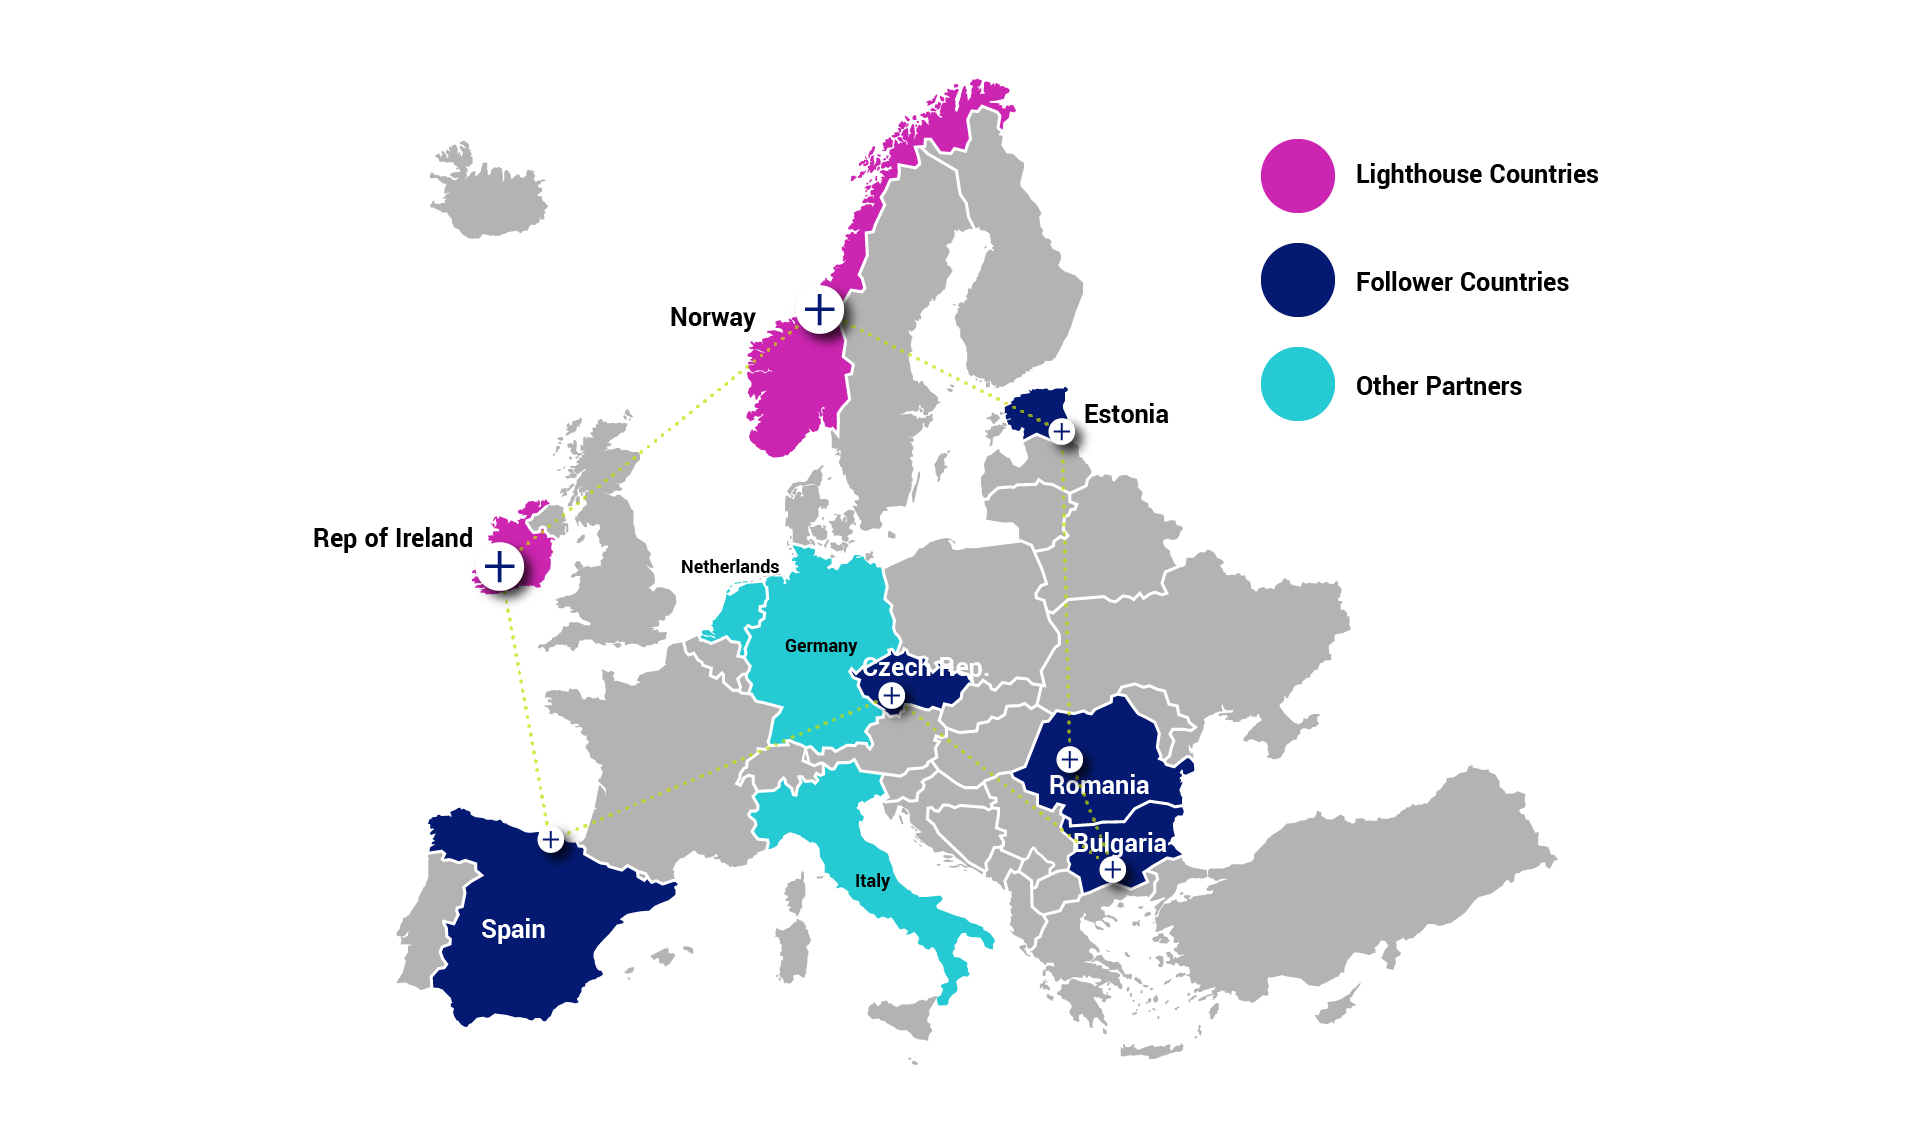 Lighthouse Countries
Follower Countries
Other Partners
Norway
Estonia
Rep of Ireland
Netherlands
Germany
Czech Rep.
Romania
Bulgaria
Italy
Spain